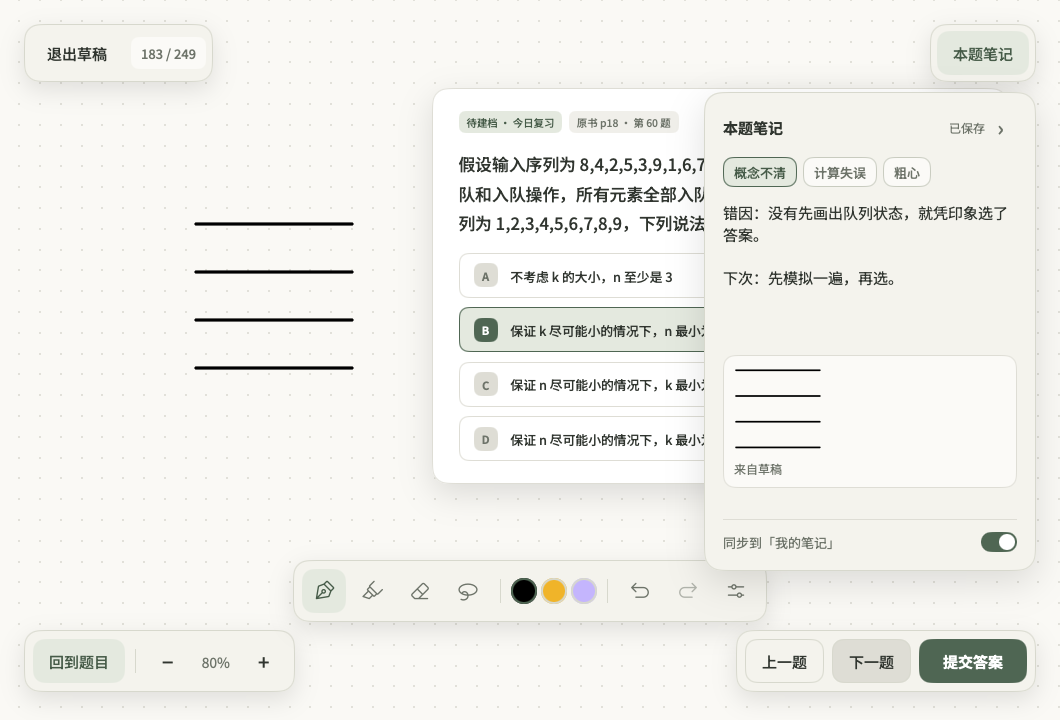 退出草稿 183 / 249
本题笔记
待建档 · 今日复习 原书 p18 · 第 60 题
假设输入序列为 8,4,2,5,3,9,1,6,7
队和入队操作，所有元素全部入队
列为 1,2,3,4,5,6,7,8,9，下列说法
A 不考虑 k 的大小，n 至少是 3
B 保证 k 尽可能小的情况下，n 最小
C 保证 n 尽可能小的情况下，k 最小
D 保证 n 尽可能小的情况下，k 最小
本题笔记 已保存
概念不清 计算失误 粗心
错因：没有先画出队列状态，就凭印象选了
答案。
下次：先模拟一遍，再选。
来自草稿
同步到「我的笔记」
回到题目 − 80% +
上一题 下一题 提交答案